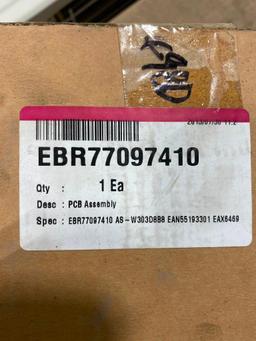 EBR77097410
Qty : 1 Ea
Desc : PCB Assembly
Spec : EBR77097410 AS-W303D8B8 EAN55193301 EAX6469